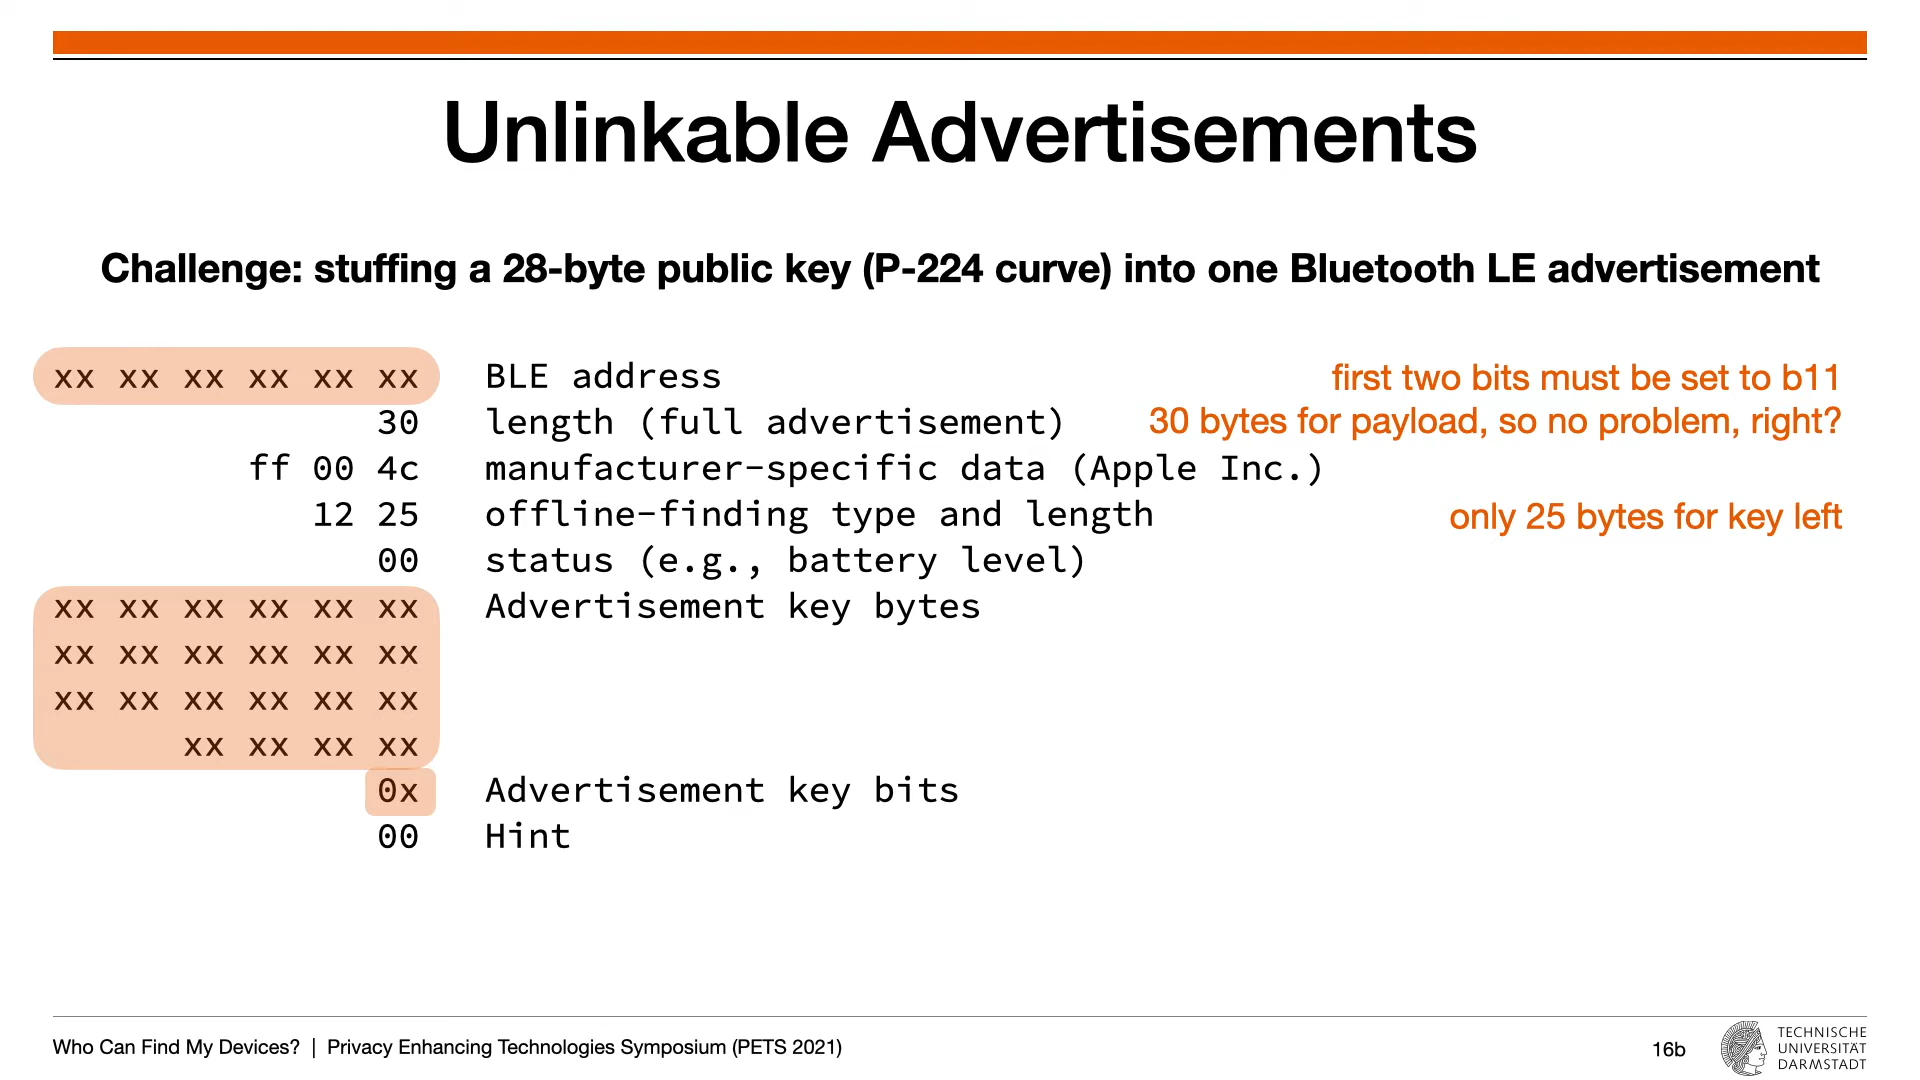 Unlinkable Advertisements
Challenge: stuffing a 28-byte public key (P-224 curve) into one Bluetooth LE advertisement
xx xx xx xx xx xx BLE address first two bits must be set to b11
30 length (full advertisement) 30 bytes for payload, so no problem, right?
ff 00 4c manufacturer-specific data (Apple Inc.)
12 25 offline-finding type and length only 25 bytes for key left
00 status (e.g., battery level)
xx xx xx xx xx xx Advertisement key bytes
xx xx xx xx xx xx
xx xx xx xx xx xx
xx xx xx xx
0x Advertisement key bits
00 Hint
Who Can Find My Devices? | Privacy Enhancing Technologies Symposium (PETS 2021) 16b
TECHNISCHE
UNIVERSITÄT
DARMSTADT